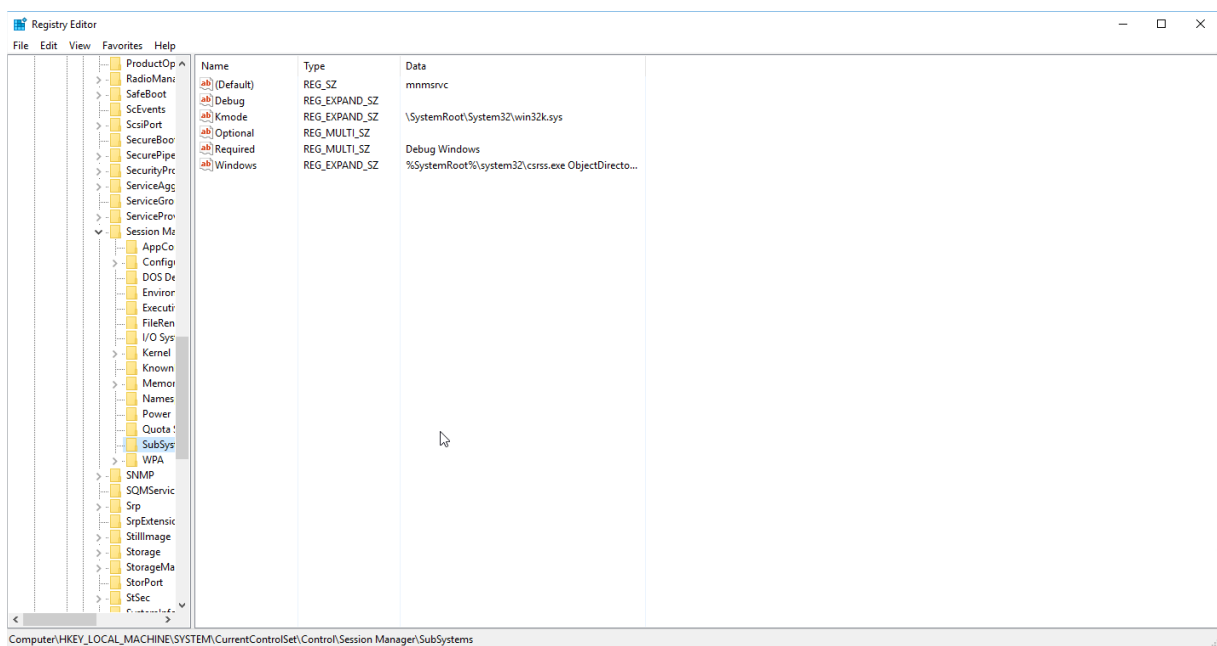 Registry Editor
File Edit View Favorites Help
ProductOp
RadioMana
SafeBoot
ScEvents
ScsiPort
SecureBoo
SecurePipe
SecurityPro
ServiceAgg
ServiceGro
ServiceProv
Session Ma
AppCo
Config
DOS De
Environ
Executi
FileRen
I/O Sys
Kernel
Known
Memor
Names
Power
Quota
SubSys
WPA
SNMP
SQMServic
Srp
SrpExtensio
StillImage
Storage
StorageMa
StorPort
StSec
Name Type Data
(Default) REG_SZ mnmsrvc
Debug REG_EXPAND_SZ
Kmode REG_EXPAND_SZ \SystemRoot\System32\win32k.sys
Optional REG_MULTI_SZ
Required REG_MULTI_SZ Debug Windows
Windows REG_EXPAND_SZ %SystemRoot%\system32\csrss.exe ObjectDirecto...
Computer\HKEY_LOCAL_MACHINE\SYSTEM\CurrentControlSet\Control\Session Manager\SubSystems